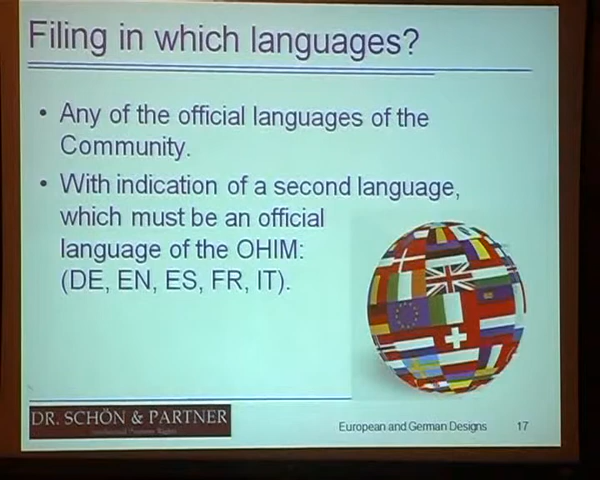 Filing in which languages?
• Any of the official languages of the
Community.
• With indication of a second language,
which must be an official
language of the OHIM:
(DE, EN, ES, FR, IT).
DR. SCHÖN & PARTNER
European and German Designs 17